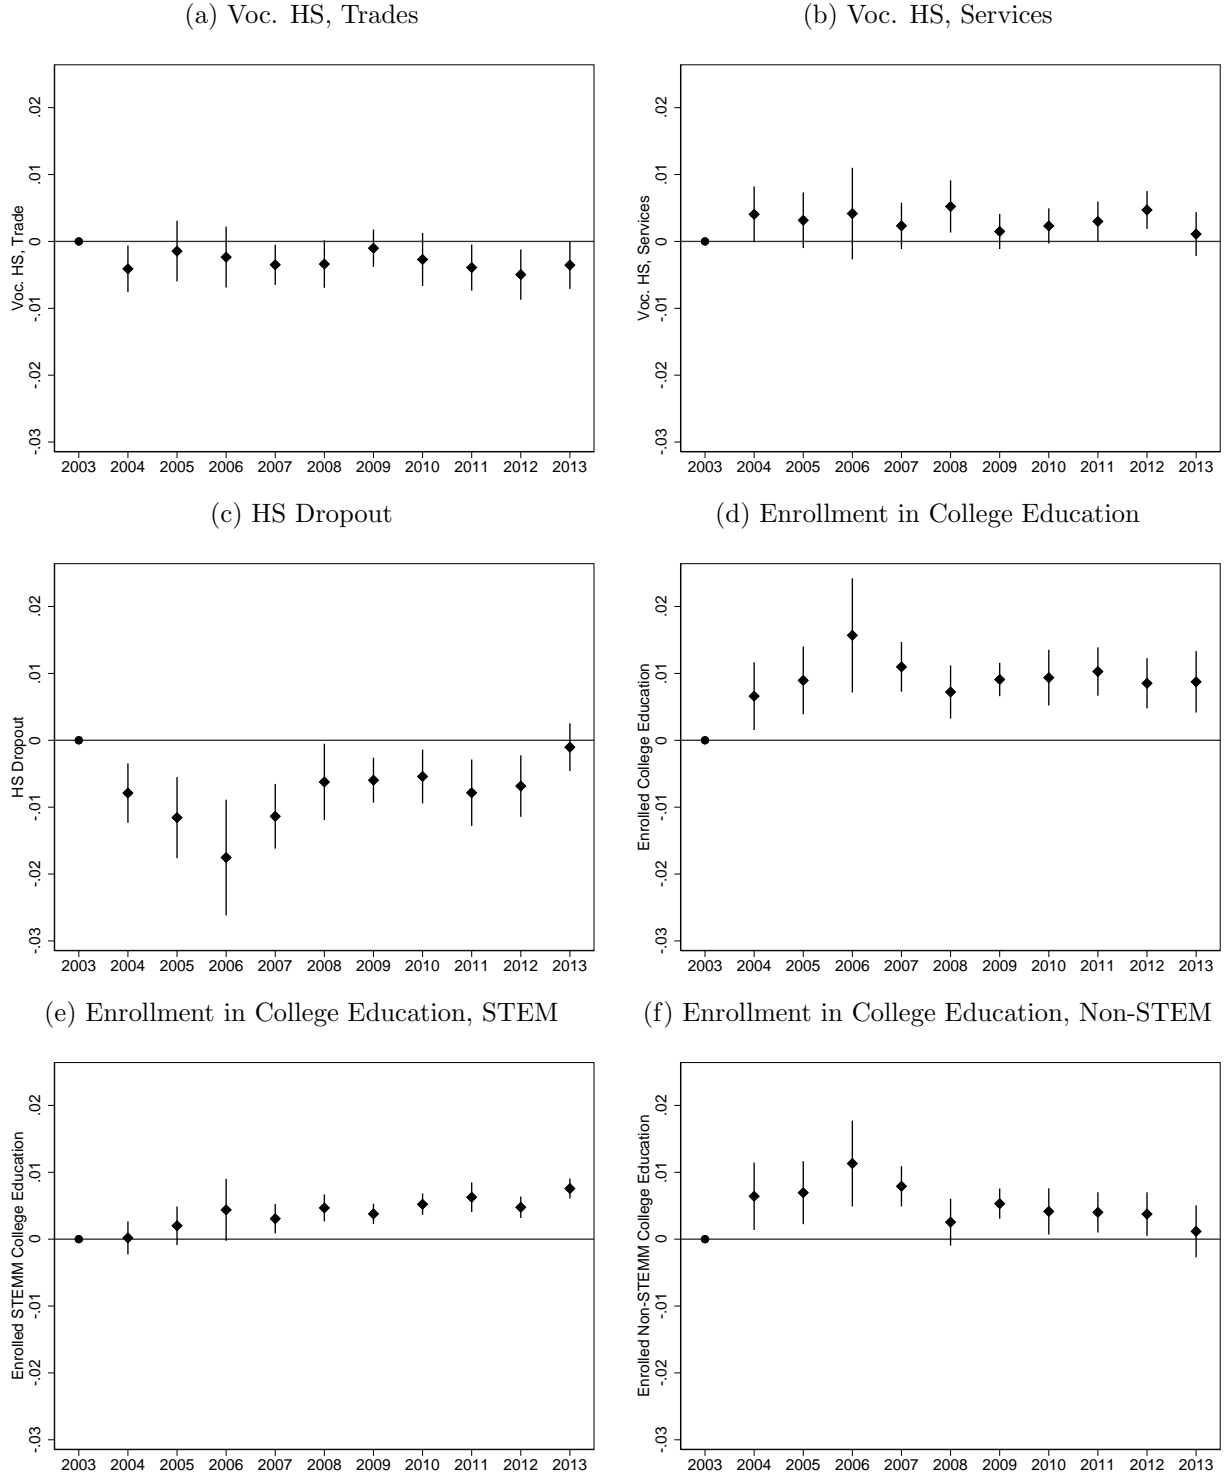 (a) Voc. HS, Trades
Voc. HS, Trade
.02
.01
0
-.01
-.02
-.03
2003 2004 2005 2006 2007 2008 2009 2010 2011 2012 2013
(b) Voc. HS, Services
Voc. HS, Services
.02
.01
0
-.01
-.02
-.03
2003 2004 2005 2006 2007 2008 2009 2010 2011 2012 2013
(c) HS Dropout
HS Dropout
.02
.01
0
-.01
-.02
-.03
2003 2004 2005 2006 2007 2008 2009 2010 2011 2012 2013
(d) Enrollment in College Education
Enrolled College Education
.02
.01
0
-.01
-.02
-.03
2003 2004 2005 2006 2007 2008 2009 2010 2011 2012 2013
(e) Enrollment in College Education, STEM
Enrolled STEMM College Education
.02
.01
0
-.01
-.02
-.03
2003 2004 2005 2006 2007 2008 2009 2010 2011 2012 2013
(f) Enrollment in College Education, Non-STEM
Enrolled Non-STEMM College Education
.02
.01
0
-.01
-.02
-.03
2003 2004 2005 2006 2007 2008 2009 2010 2011 2012 2013